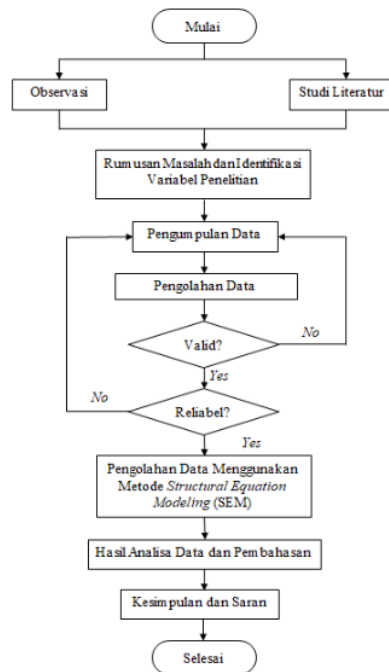 Mulai
Observasi
Studi Literatur
Rumusan Masalah dan Identifikasi
Variabel Penelitian
Pengumpulan Data
Pengolahan Data
Valid?
No
Yes
No
Reliabel?
Yes
Pengolahan Data Menggunakan
Metode Structural Equation
Modeling (SEM)
Hasil Analisa Data dan Pembahasan
Kesimpulan dan Saran
Selesai